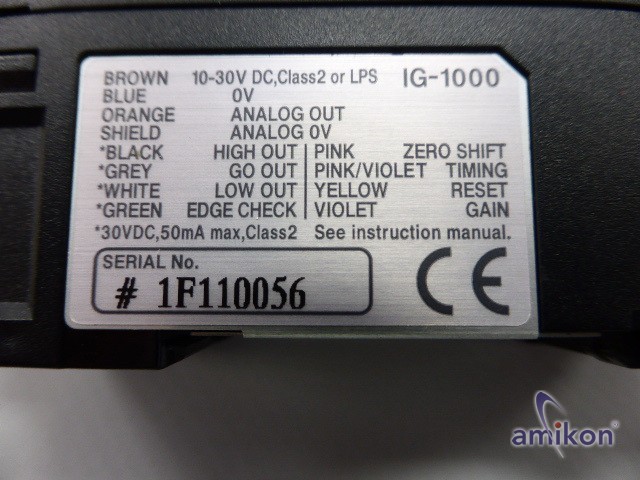 BROWN 10-30V DC,Class2 or LPS IG-1000
BLUE 0V
ORANGE ANALOG OUT
SHIELD ANALOG 0V
*BLACK HIGH OUT PINK ZERO SHIFT
*GREY GO OUT PINK/VIOLET TIMING
*WHITE LOW OUT YELLOW RESET
*GREEN EDGE CHECK VIOLET GAIN
*30VDC,50mA max,Class2 See instruction manual.
SERIAL No.
# 1F110056
CE
amikon